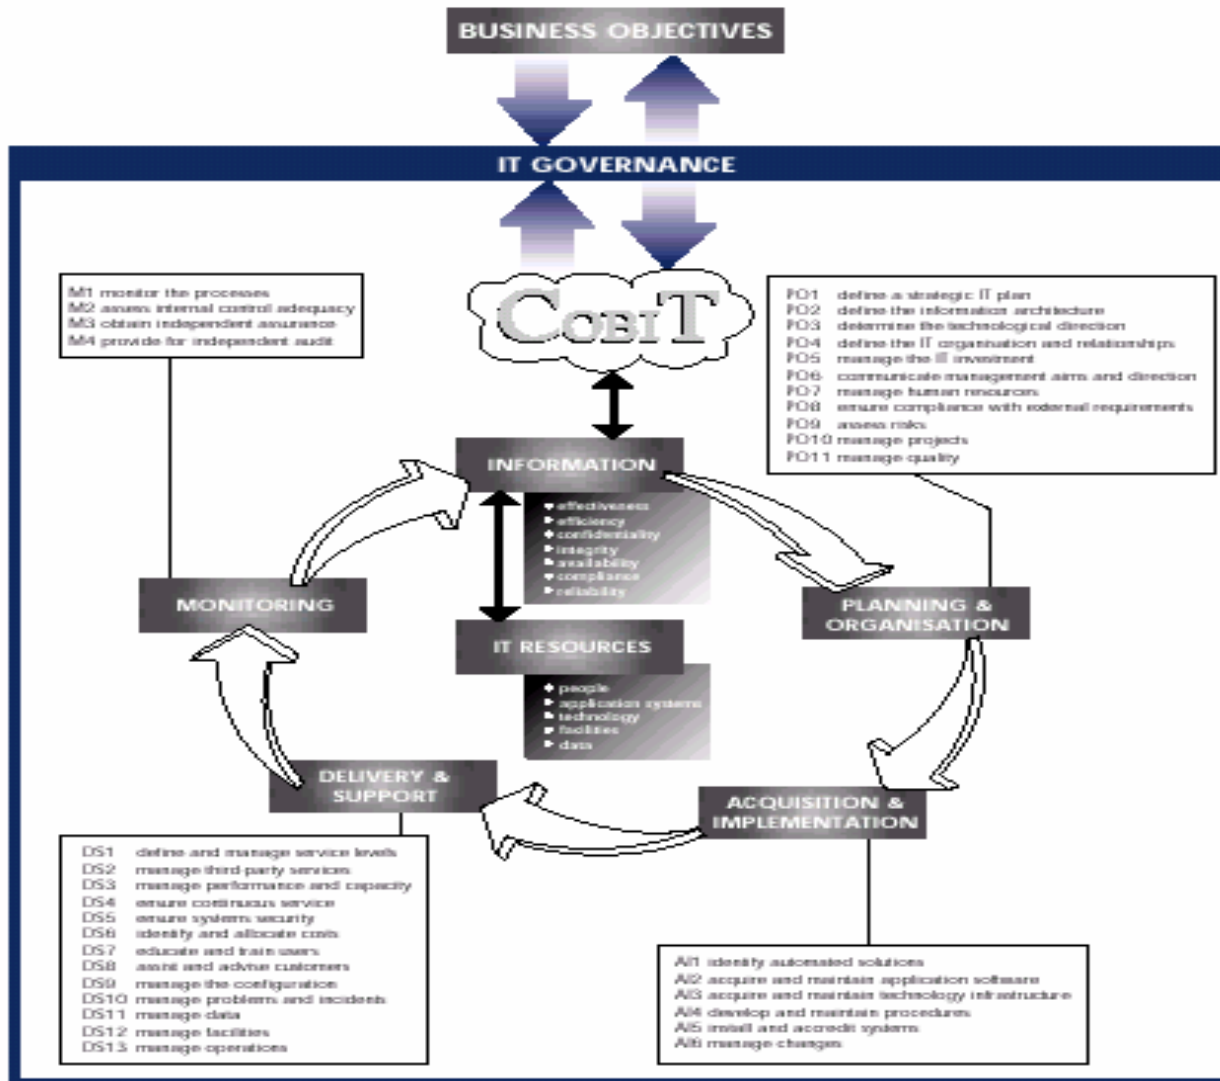 BUSINESS OBJECTIVES
IT GOVERNANCE
COBIT
M1 monitor the processes
M2 assess internal control adequacy
M3 obtain independent assurance
M4 provide for independent audit
PO1 define a strategic IT plan
PO2 define the information architecture
PO3 determine the technological direction
PO4 define the IT organisation and relationships
PO5 manage the IT investment
PO6 communicate management aims and direction
PO7 manage human resources
PO8 ensure compliance with external requirements
PO9 assess risks
PO10 manage projects
PO11 manage quality
INFORMATION
effectiveness
efficiency
confidentiality
integrity
availability
compliance
reliability
MONITORING
PLANNING &
ORGANISATION
IT RESOURCES
people
application systems
technology
facilities
data
DELIVERY &
SUPPORT
ACQUISITION &
IMPLEMENTATION
DS1 define and manage service levels
DS2 manage third-party services
DS3 manage performance and capacity
DS4 ensure continuous service
DS5 ensure systems security
DS6 identify and allocate costs
DS7 educate and train users
DS8 assist and advise customers
DS9 manage the configuration
DS10 manage problems and incidents
DS11 manage data
DS12 manage facilities
DS13 manage operations
AI1 identify automated solutions
AI2 acquire and maintain application software
AI3 acquire and maintain technology infrastructure
AI4 develop and maintain procedures
AI5 install and accredit systems
AI6 manage changes